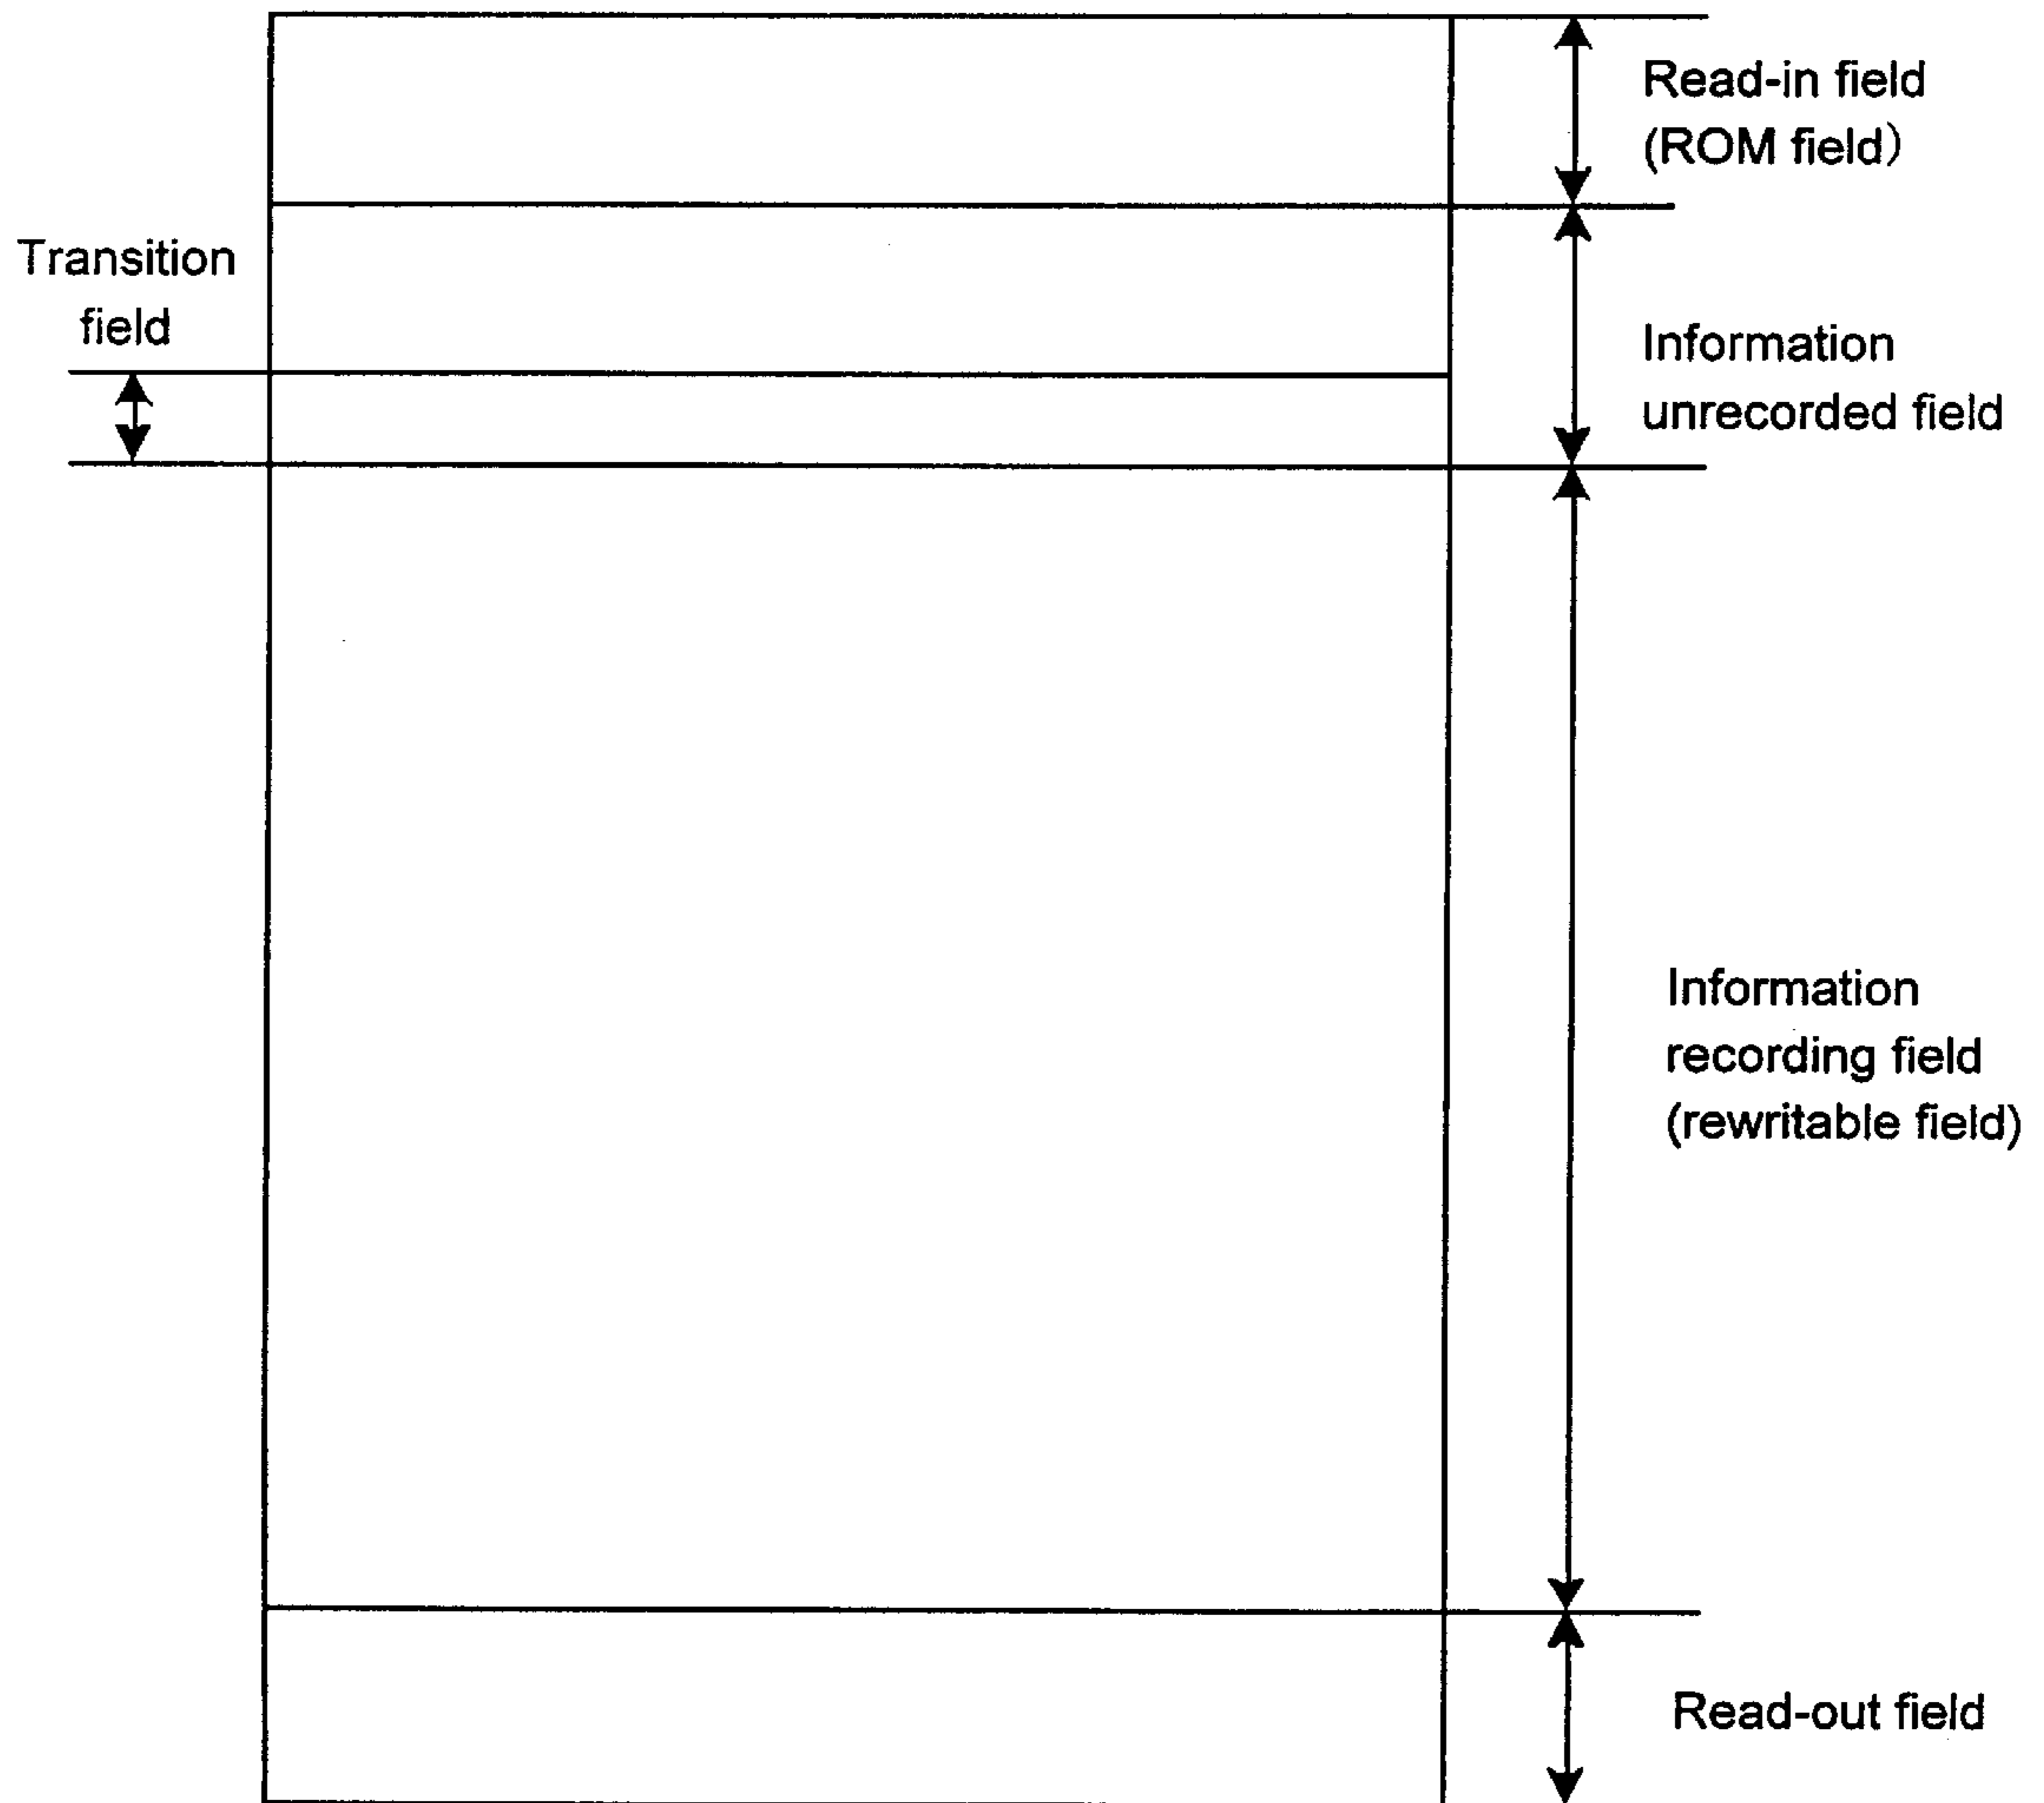 Read-in field
(ROM field)
Transition
field
Information
unrecorded field
Information
recording field
(rewritable field)
Read-out field